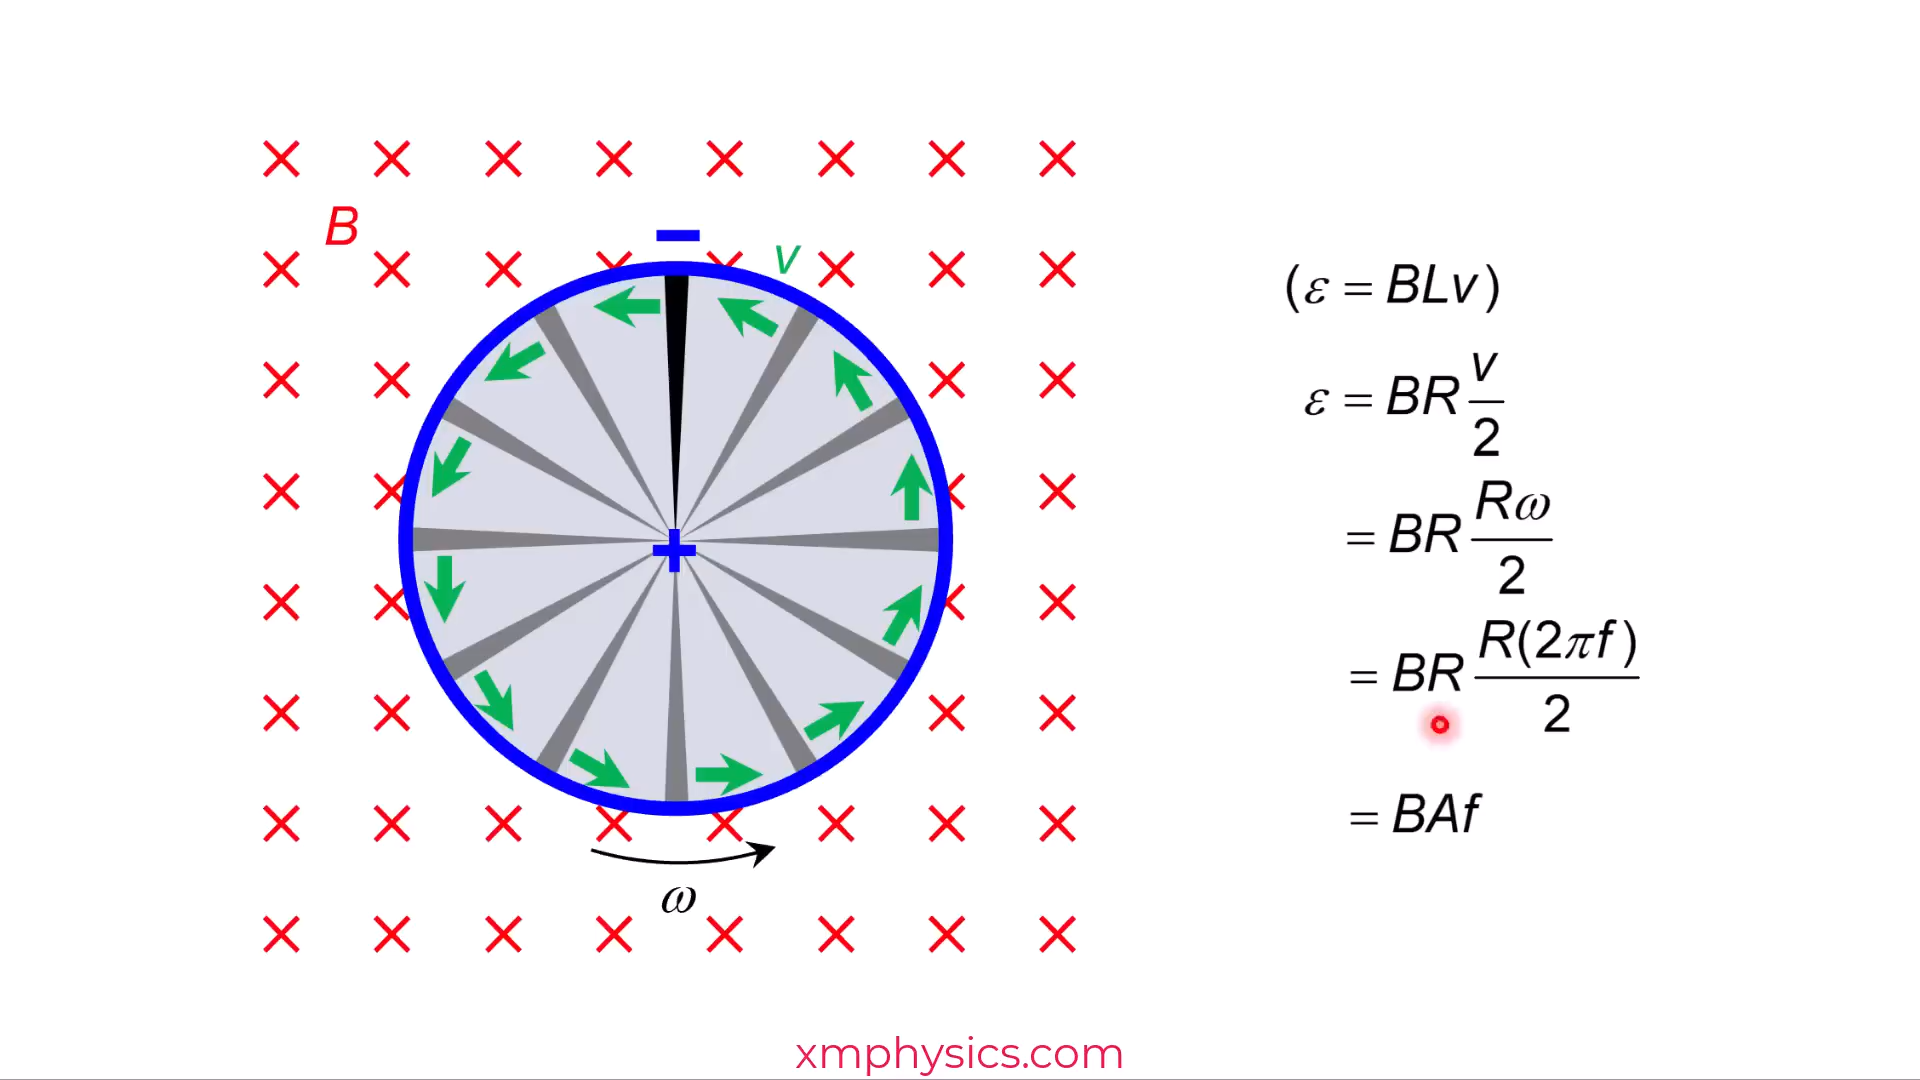 B
−
v
+
ω
(ε = BLv)
ε = BR v/2
= BR Rω/2
= BR R(2πf)/2
= BAf
xmphysics.com